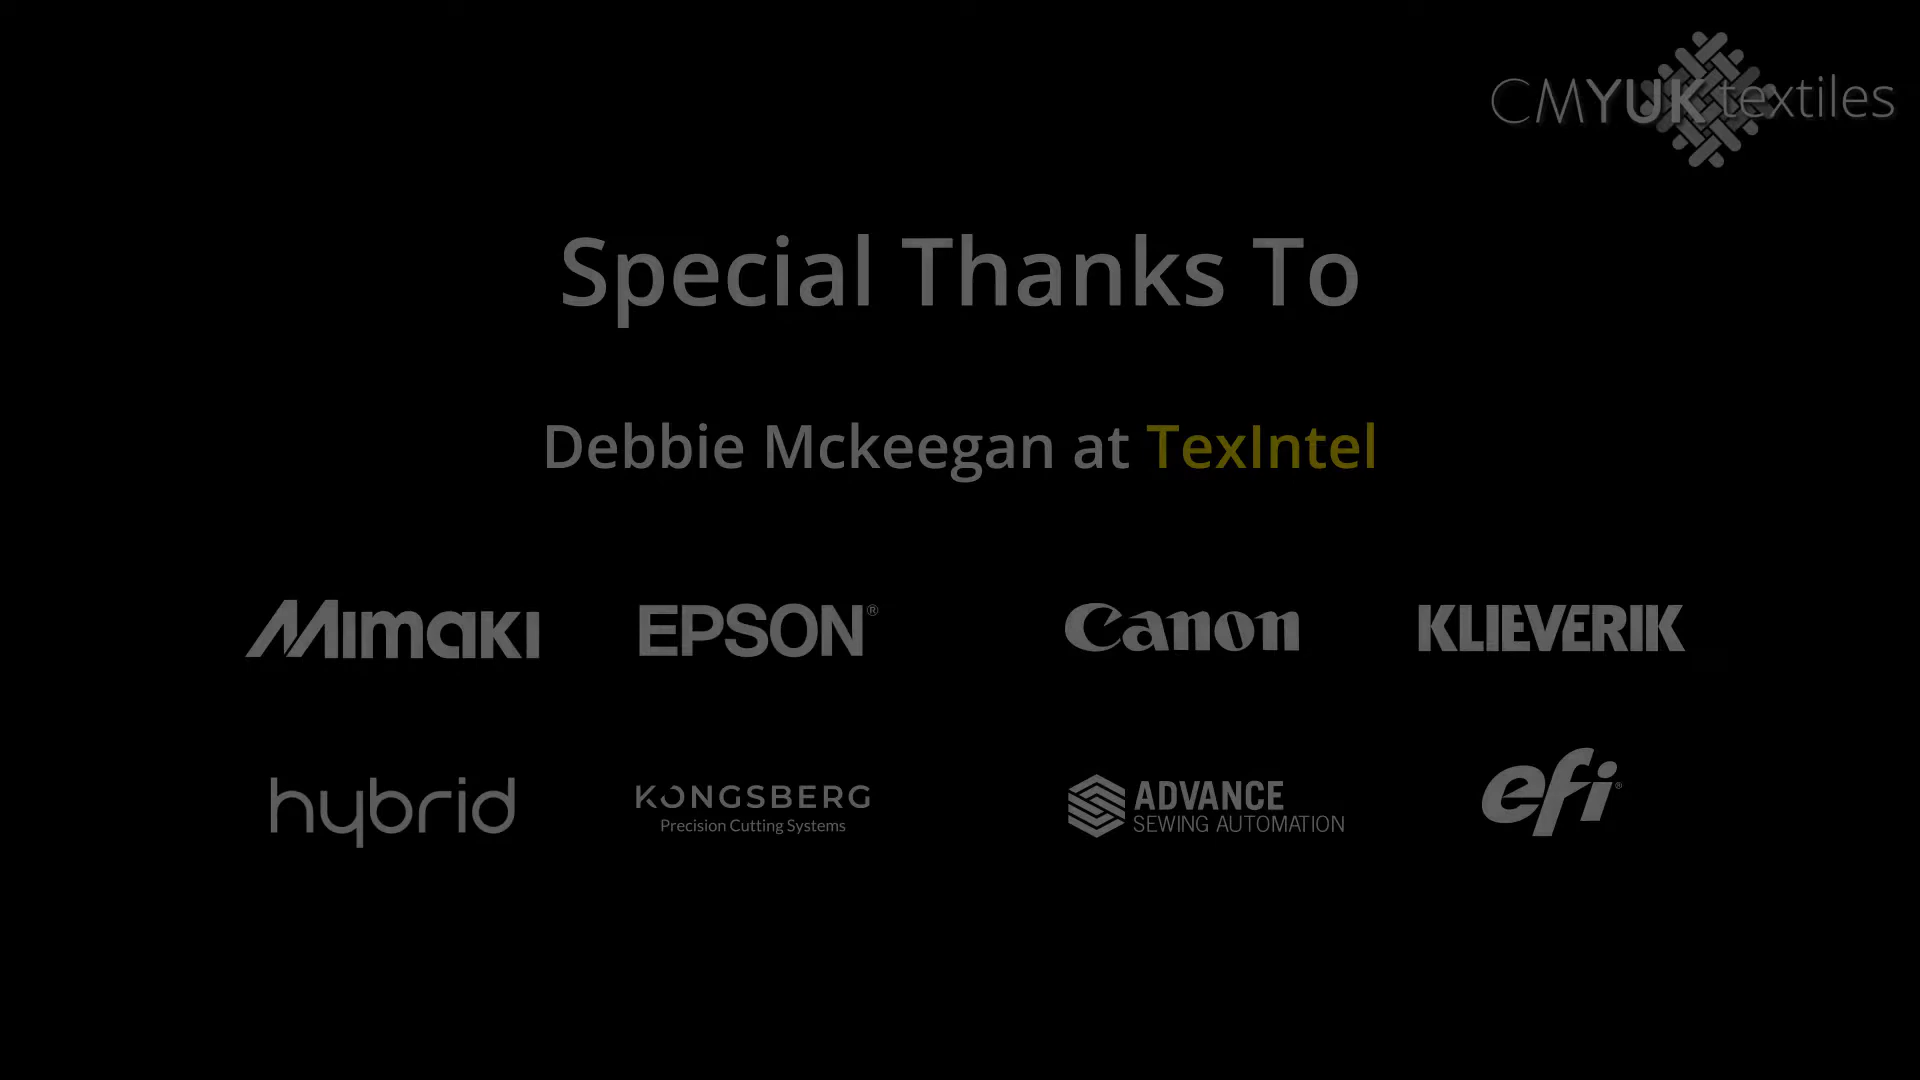 CMYUK textiles
Special Thanks To
Debbie Mckeegan at TexIntel
MIMAKI EPSON® Canon KLIEVERIK
hybrid KONGSBERG ADVANCE efi®
Precision Cutting Systems SEWING AUTOMATION